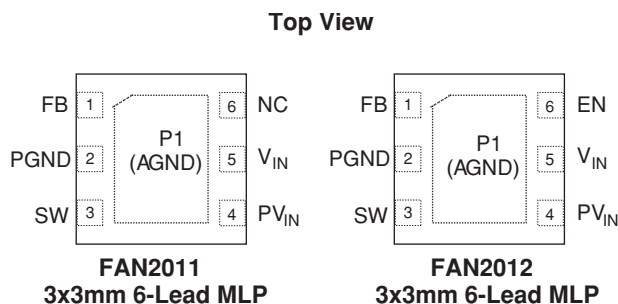 Top View
FB 1 6 NC
PGND 2 5 VIN
SW 3 4 PVIN
P1
(AGND)
FAN2011
3x3mm 6-Lead MLP
FB 1 6 EN
PGND 2 5 VIN
SW 3 4 PVIN
P1
(AGND)
FAN2012
3x3mm 6-Lead MLP